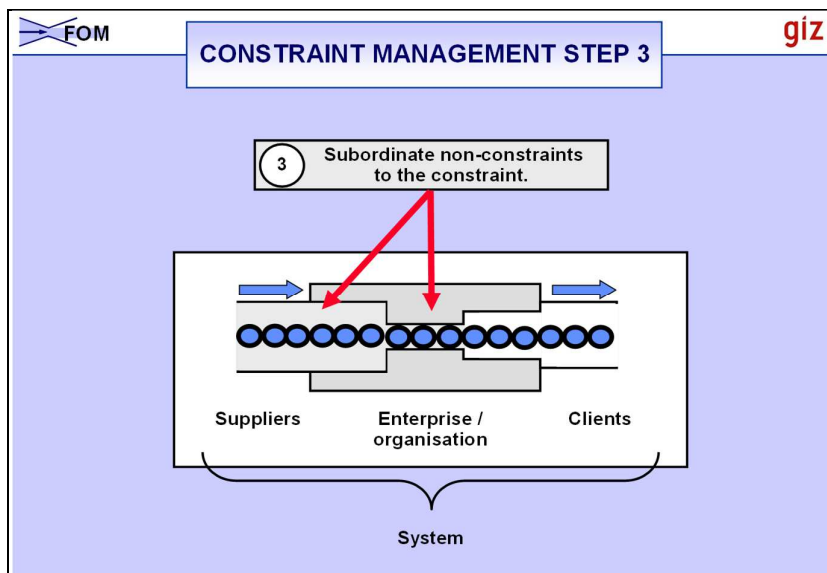 FOM
CONSTRAINT MANAGEMENT STEP 3
giz
3
Subordinate non-constraints
to the constraint.
Suppliers
Enterprise /
organisation
Clients
System